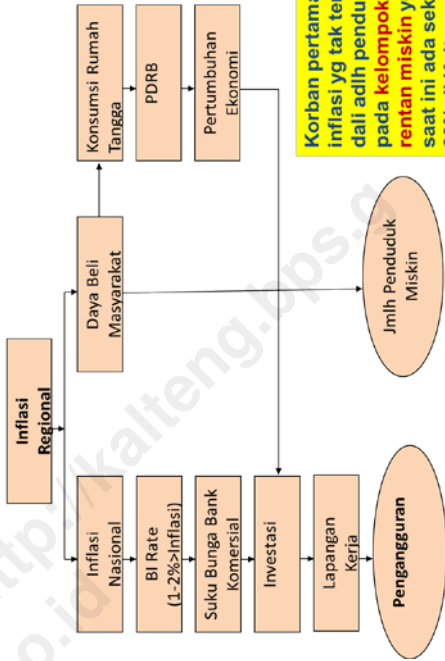 Inflasi
Regional
Inflasi
Nasional
BI Rate
(1-2%>Inflasi)
Suku Bunga Bank
Komersial
Investasi
Lapangan
Kerja
Pengangguran
Daya Beli
Masyarakat
Jmlh Penduduk
Miskin
Konsumsi Rumah
Tangga
PDRB
Pertumbuhan
Ekonomi
Korban pertama
inflasi yg tak ter
dali adlh pendu
pada kelompok
rentan miskin y
saat ini ada sek
http://kalteng.bps.g
o.id